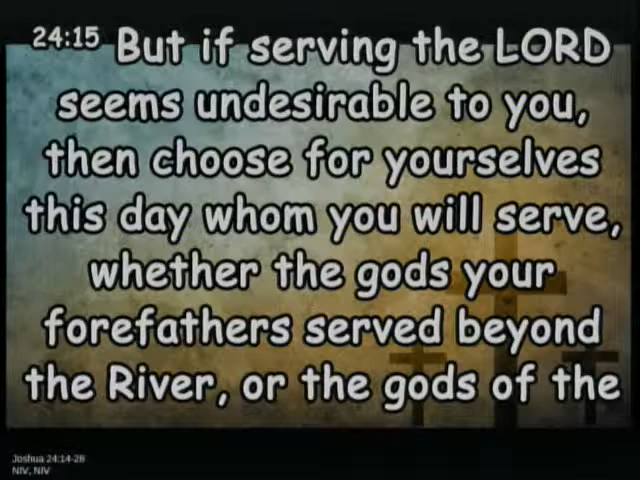 24:15 But if serving the LORD
seems undesirable to you,
then choose for yourselves
this day whom you will serve,
whether the gods your
forefathers served beyond
the River, or the gods of the
Joshua 24:14-28
NIV, NIV